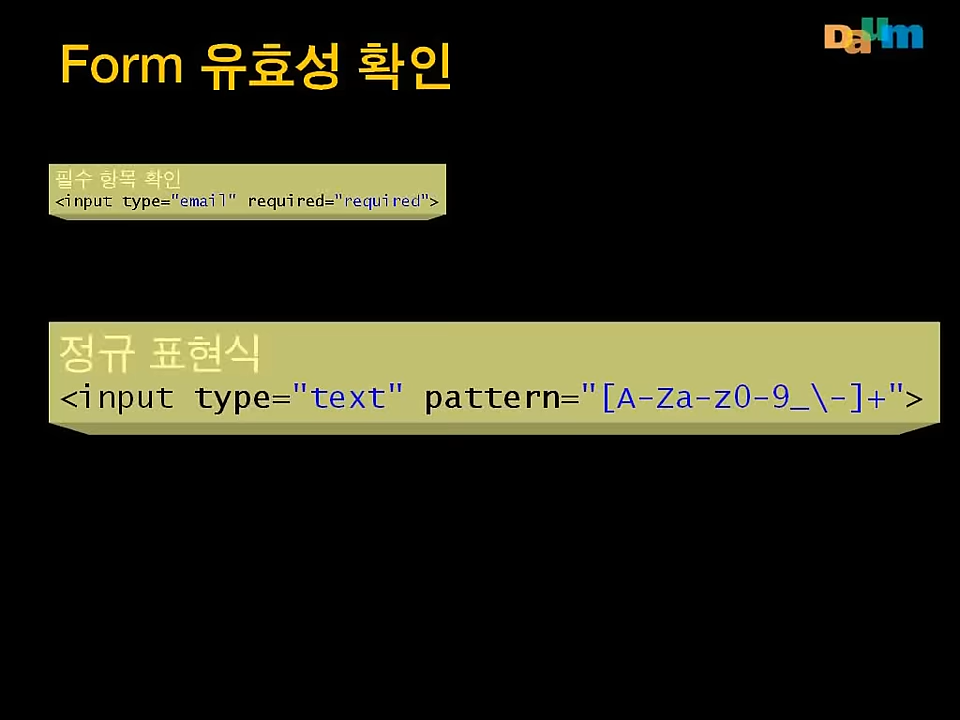 Form 유효성 확인
Daum
필수 항목 확인
<input type="email" required="required">
정규 표현식
<input type="text" pattern="[A-Za-z0-9_\-]+">